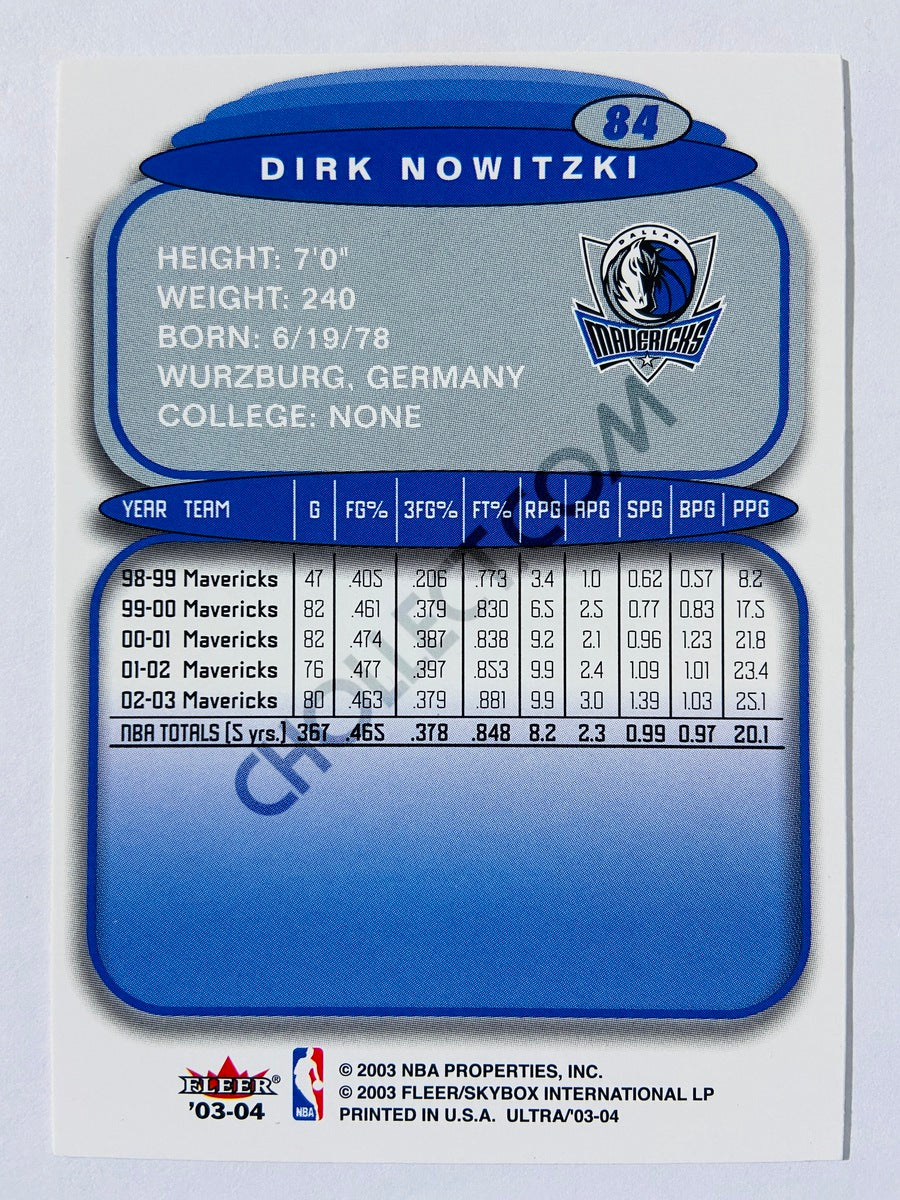 84
DIRK NOWITZKI
HEIGHT: 7'0"
WEIGHT: 240
BORN: 6/19/78
WURZBURG, GERMANY
COLLEGE: NONE
DALLAS
MAVERICKS
YEAR TEAM G FG% 3FG% FT% RPG APG SPG BPG PPG
98-99 Mavericks 47 .405 .206 .773 3.4 1.0 0.62 0.57 8.2
99-00 Mavericks 82 .461 .379 .830 6.5 2.5 0.77 0.83 17.5
00-01 Mavericks 82 .474 .387 .838 9.2 2.1 0.96 1.23 21.8
01-02 Mavericks 76 .477 .397 .853 9.9 2.4 1.09 1.01 23.4
02-03 Mavericks 80 .463 .379 .881 9.9 3.0 1.39 1.03 25.1
NBA TOTALS (5 yrs.) 367 .465 .378 .848 8.2 2.3 0.99 0.97 20.1
CHCOLLECT.COM
FLEER®
'03-04
NBA
© 2003 NBA PROPERTIES, INC.
© 2003 FLEER/SKYBOX INTERNATIONAL LP
PRINTED IN U.S.A. ULTRA/'03-04